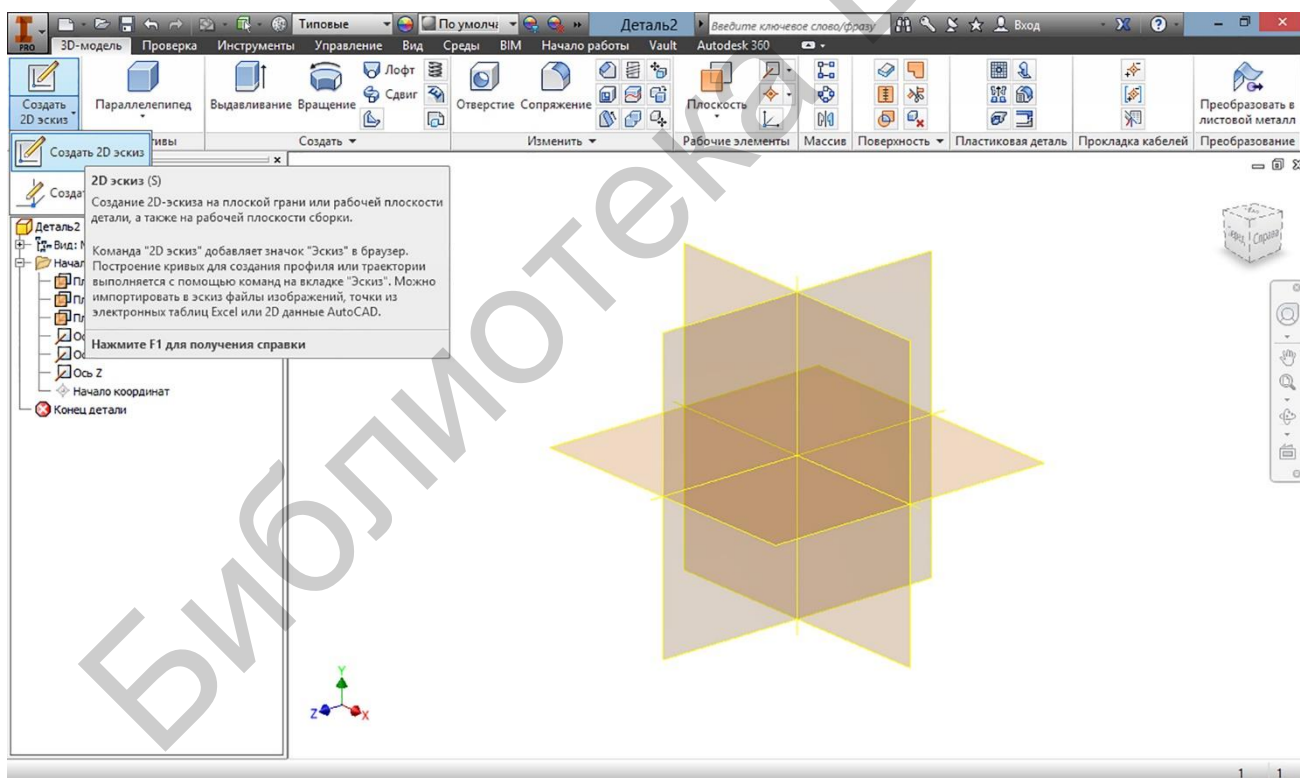 PRO
Типовые
По умолча
Деталь2
Введите ключевое слово/фразу
Вход
3D-модель Проверка Инструменты Управление Вид Среды BIM Начало работы Vault Autodesk 360
Создать
2D эскиз
Параллелепипед
Выдавливание
Вращение
Лофт
Сдвиг
Отверстие
Сопряжение
Плоскость
Преобразовать в
листовой металл
Создать
Изменить
Рабочие элементы
Массив
Поверхность
Пластиковая деталь
Прокладка кабелей
Преобразование
Создать 2D эскиз
2D эскиз (S)
Создание 2D-эскиза на плоской грани или рабочей плоскости
детали, а также на рабочей плоскости сборки.
Команда "2D эскиз" добавляет значок "Эскиз" в браузер.
Построение кривых для создания профиля или траектории
выполняется с помощью команд на вкладке "Эскиз". Можно
импортировать в эскиз файлы изображений, точки из
электронных таблиц Excel или 2D данные AutoCAD.
Нажмите F1 для получения справки
Деталь2
Вид:
Ось Z
Начало координат
Конец детали
Справа
Y
Z
X
1 1
Библиотека